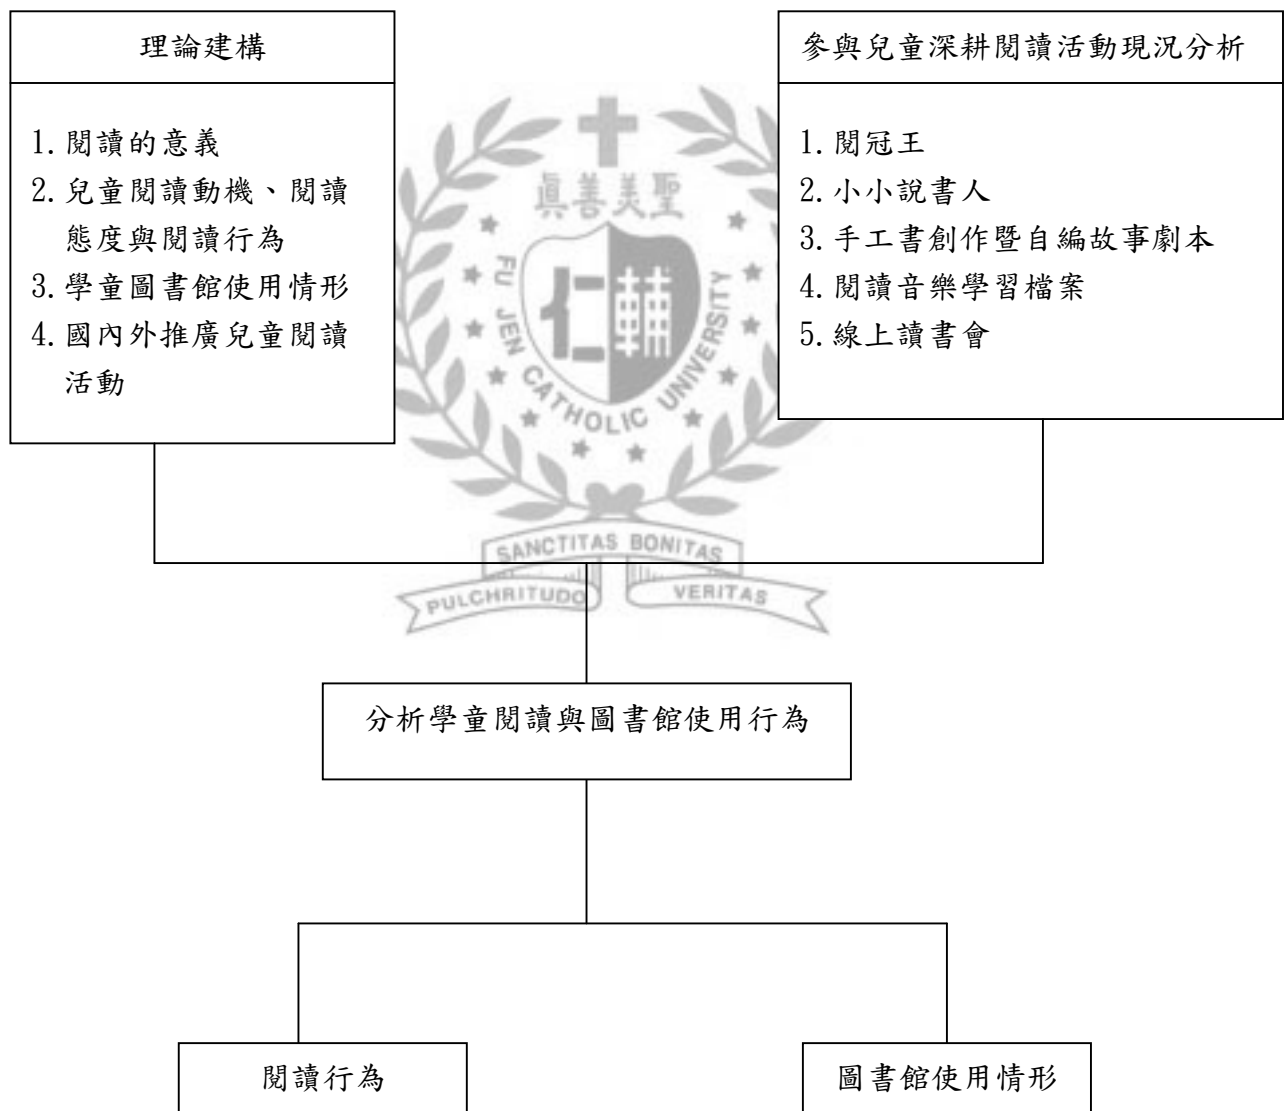 理論建構
1. 閱讀的意義
2. 兒童閱讀動機、閱讀
態度與閱讀行為
3. 學童圖書館使用情形
4. 國內外推廣兒童閱讀
活動
參與兒童深耕閱讀活動現況分析
1. 閱冠王
2. 小小說書人
3. 手工書創作暨自編故事劇本
4. 閱讀音樂學習檔案
5. 線上讀書會
真善美聖
FU JEN CATHOLIC UNIVERSITY
仁輔
SANCTITAS BONITAS
PULCHRITUDO VERITAS
分析學童閱讀與圖書館使用行為
閱讀行為
圖書館使用情形